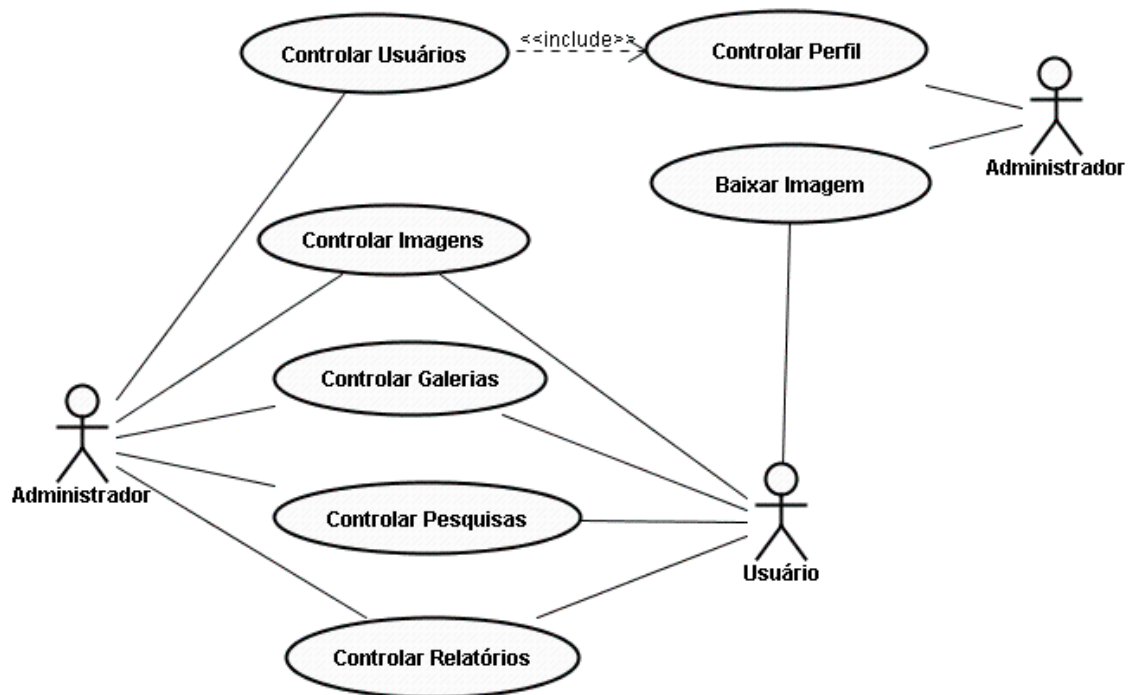 Controlar Usuários
<<include>>
Controlar Perfil
Administrador
Baixar Imagem
Controlar Imagens
Controlar Galerias
Administrador
Controlar Pesquisas
Usuário
Controlar Relatórios